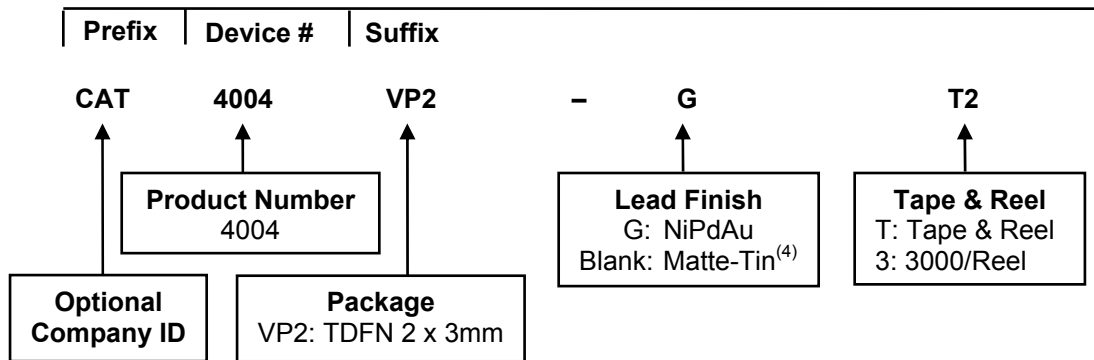 Prefix Device # Suffix
CAT 4004 VP2 – G T2
Product Number
4004
Lead Finish
G: NiPdAu
Blank: Matte-Tin(4)
Tape & Reel
T: Tape & Reel
3: 3000/Reel
Optional
Company ID
Package
VP2: TDFN 2 x 3mm